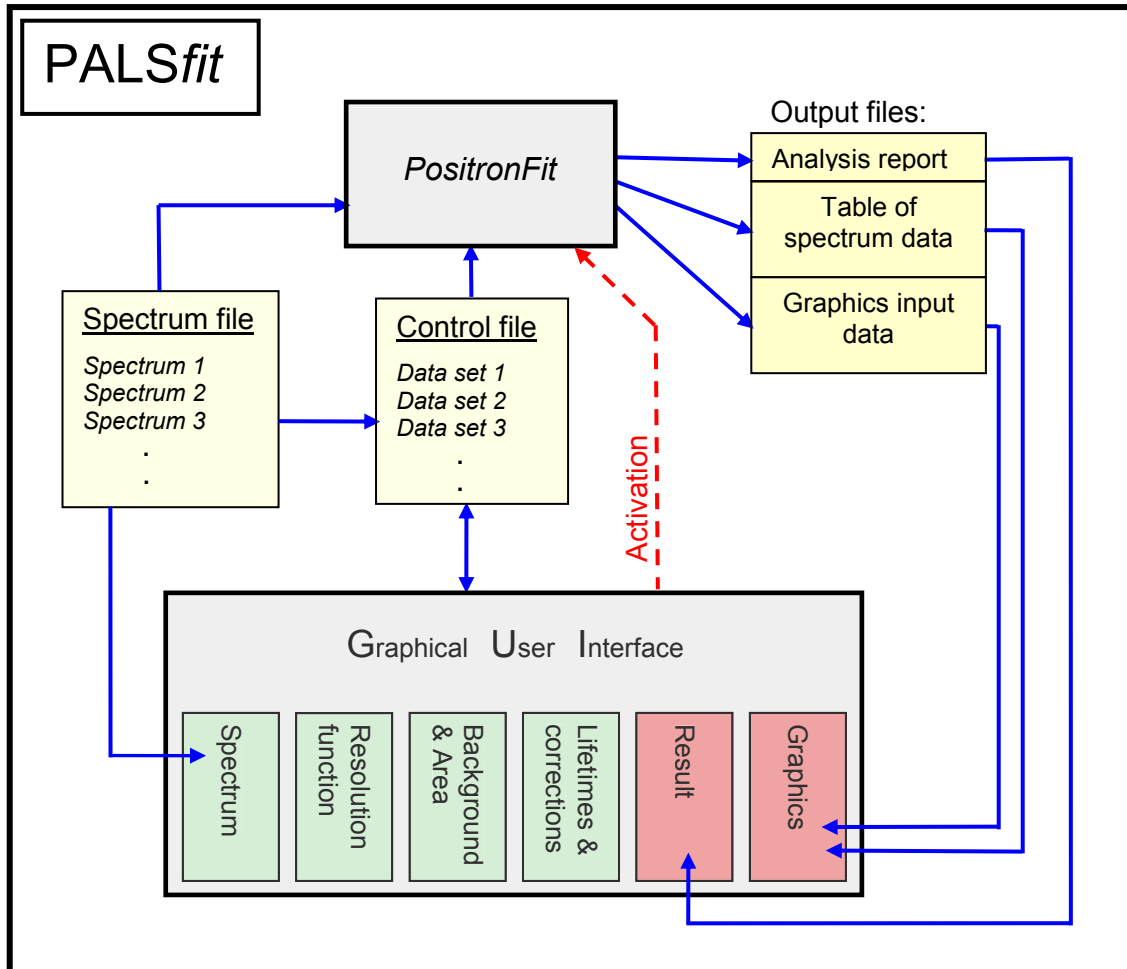 PALSfit
PositronFit
Output files:
Analysis report
Table of
spectrum data
Graphics input
data
Spectrum file
Spectrum 1
Spectrum 2
Spectrum 3
.
.
Control file
Data set 1
Data set 2
Data set 3
.
.
Activation
Graphical User Interface
Spectrum
Resolution
function
Background
& Area
Lifetimes &
corrections
Result
Graphics